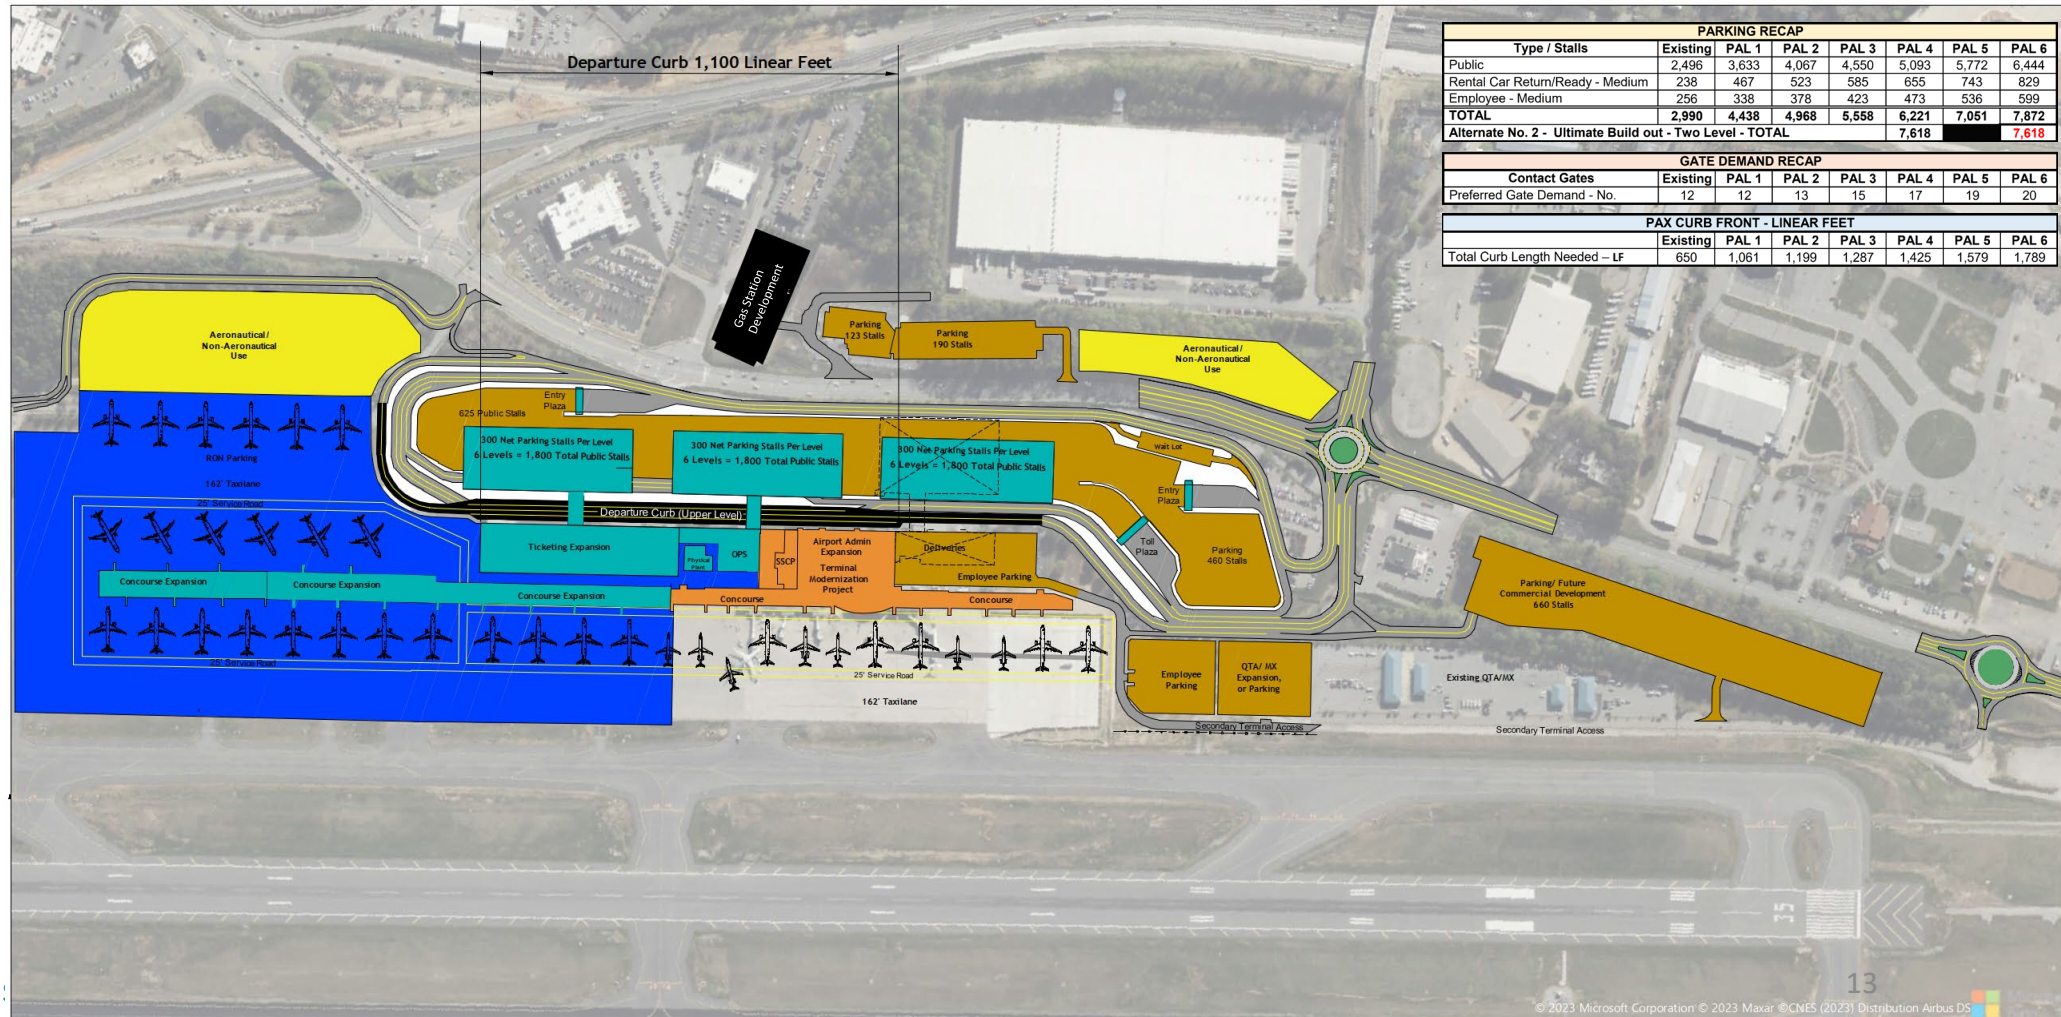 Departure Curb 1,100 Linear Feet
PARKING RECAP
Type / Stalls Existing PAL 1 PAL 2 PAL 3 PAL 4 PAL 5 PAL 6
Public 2,496 3,633 4,067 4,550 5,093 5,772 6,444
Rental Car Return/Ready - Medium 238 467 523 585 655 743 829
Employee - Medium 256 338 378 423 473 536 599
TOTAL 2,990 4,438 4,968 5,558 6,221 7,051 7,872
Alternate No. 2 - Ultimate Build out - Two Level - TOTAL 7,618 7,618
GATE DEMAND RECAP
Contact Gates Existing PAL 1 PAL 2 PAL 3 PAL 4 PAL 5 PAL 6
Preferred Gate Demand - No. 12 12 13 15 17 19 20
PAX CURB FRONT - LINEAR FEET
Existing PAL 1 PAL 2 PAL 3 PAL 4 PAL 5 PAL 6
Total Curb Length Needed – LF 650 1,061 1,199 1,287 1,425 1,579 1,789
Gas Station
Development
Aeronautical/
Non-Aeronautical
Use
Parking
123 Stalls
Parking
190 Stalls
Aeronautical/
Non-Aeronautical
Use
Entry
Plaza
625 Public Stalls
300 Net Parking Stalls Per Level
6 Levels = 1,800 Total Public Stalls
300 Net Parking Stalls Per Level
6 Levels = 1,800 Total Public Stalls
300 Net Parking Stalls Per Level
6 Levels = 1,800 Total Public Stalls
Wait Lot
RON Parking
162' Taxilane
25' Service Road
Entry
Plaza
Departure Curb (Upper Level)
Toll
Plaza
Parking
460 Stalls
Ticketing Expansion
Physical
Plant
OPS
SSCP
Airport Admin
Expansion
Terminal
Modernization
Project
Deliveries
Employee Parking
Concourse Expansion
Concourse Expansion
Concourse Expansion
Concourse
Concourse
Parking/ Future
Commercial Development
660 Stalls
25' Service Road
25' Service Road
162' Taxilane
Employee
Parking
QTA/ MX
Expansion,
or Parking
Existing QTA/MX
Secondary Terminal Access
Secondary Terminal Access
35
13
© 2023 Microsoft Corporation © 2023 Maxar ©CNES (2023) Distribution Airbus DS